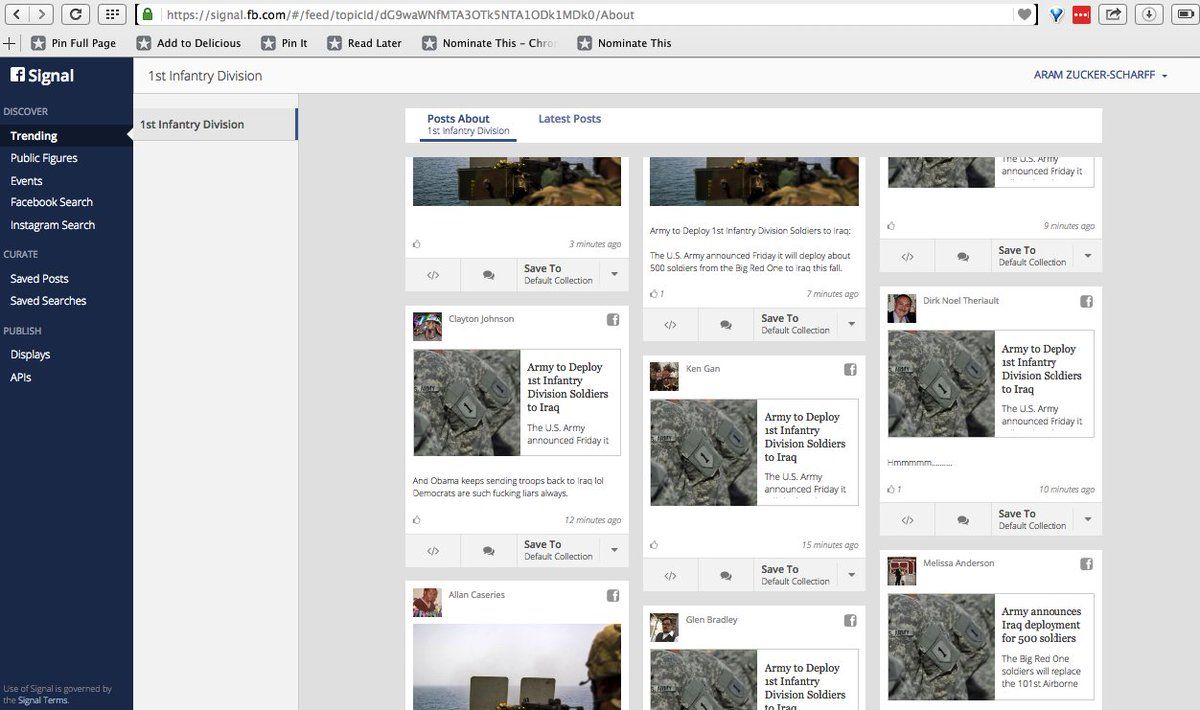 https://signal.fb.com/#/feed/topicId/dG9waWNfMTA3OTk5NTA1ODk1MDk0/About
Pin Full Page
Add to Delicious
Pin It
Read Later
Nominate This – Chro
Nominate This
Signal
1st Infantry Division
ARAM ZUCKER-SCHARFF
DISCOVER
Trending
Public Figures
Events
Facebook Search
Instagram Search
CURATE
Saved Posts
Saved Searches
PUBLISH
Displays
APIs
Use of Signal is governed by
the Signal Terms.
1st Infantry Division
Posts About
1st Infantry Division
Latest Posts
3 minutes ago
Save To
Default Collection
Clayton Johnson
Army to Deploy
1st Infantry
Division Soldiers
to Iraq
The U.S. Army
announced Friday it
And Obama keeps sending troops back to Iraq lol
Democrats are such fucking liars always.
12 minutes ago
Save To
Default Collection
Allan Caseries
Army to Deploy 1st Infantry Division Soldiers to Iraq:
The U.S. Army announced Friday it will deploy about
500 soldiers from the Big Red One to Iraq this fall.
1
7 minutes ago
Save To
Default Collection
Ken Gan
Army to Deploy
1st Infantry
Division Soldiers
to Iraq
The U.S. Army
announced Friday it
15 minutes ago
Save To
Default Collection
Glen Bradley
Army to Deploy
1st Infantry
Division Soldiers
to Iraq
The U.S. Army
announced Friday it
9 minutes ago
Save To
Default Collection
Dirk Noel Theriault
Army to Deploy
1st Infantry
Division Soldiers
to Iraq
The U.S. Army
announced Friday it
Hmmmmm..........
1
10 minutes ago
Save To
Default Collection
Melissa Anderson
Army announces
Iraq deployment
for 500 soldiers
The Big Red One
soldiers will replace
the 101st Airborne